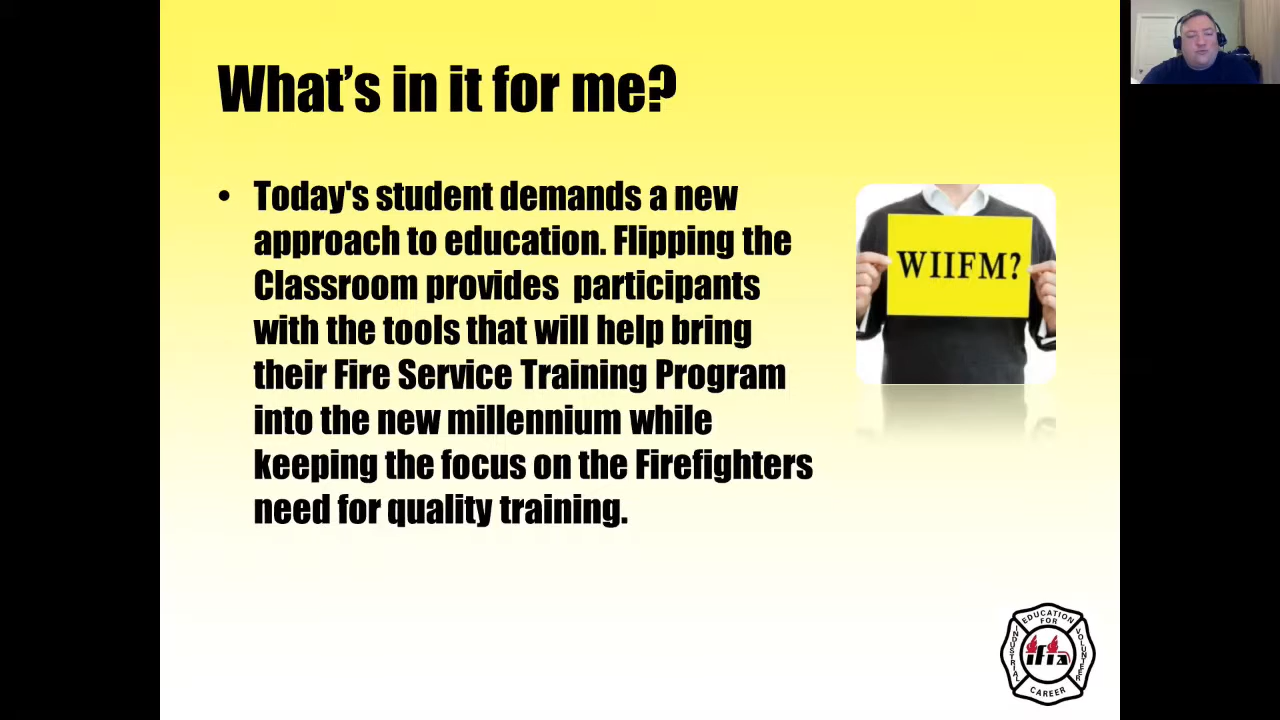 What's in it for me?
• Today's student demands a new
approach to education. Flipping the
Classroom provides  participants
with the tools that will help bring
their Fire Service Training Program
into the new millennium while
keeping the focus on the Firefighters
need for quality training.
WIIFM?
EDUCATION
FOR
INDUSTRIAL
VOLUNTEER
ifia
CAREER